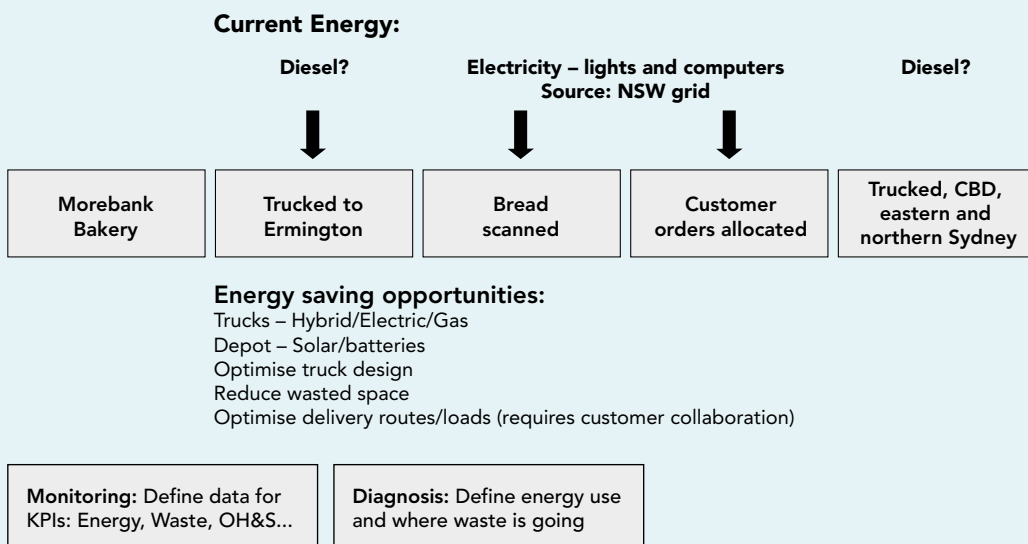 Current Energy:
Diesel?
Electricity – lights and computers
Source: NSW grid
Diesel?
Morebank
Bakery
Trucked to
Ermington
Bread
scanned
Customer
orders allocated
Trucked, CBD,
eastern and
northern Sydney
Energy saving opportunities:
Trucks – Hybrid/Electric/Gas
Depot – Solar/batteries
Optimise truck design
Reduce wasted space
Optimise delivery routes/loads (requires customer collaboration)
Monitoring: Define data for
KPIs: Energy, Waste, OH&S...
Diagnosis: Define energy use
and where waste is going